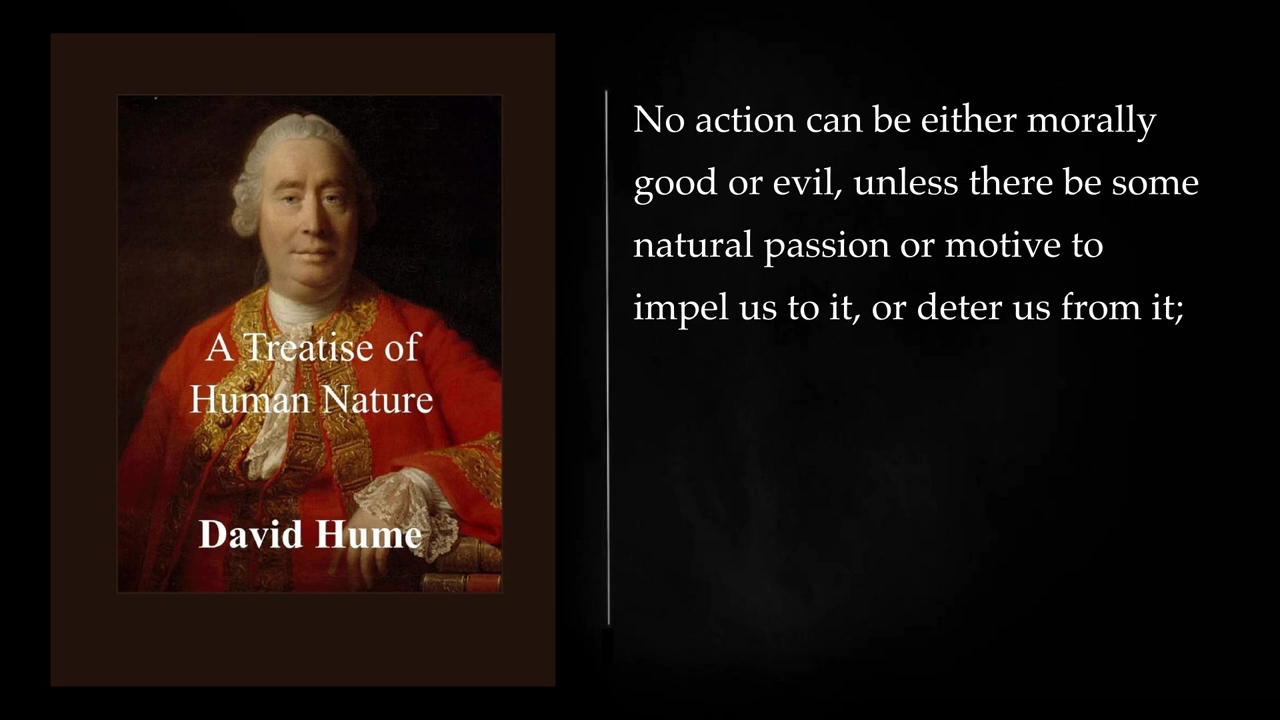 A Treatise of
Human Nature
David Hume
No action can be either morally
good or evil, unless there be some
natural passion or motive to
impel us to it, or deter us from it;